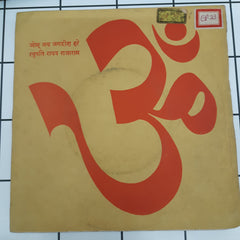 ओम् जय जगदीश हरे
रघुपति राघव राजाराम
ॐ